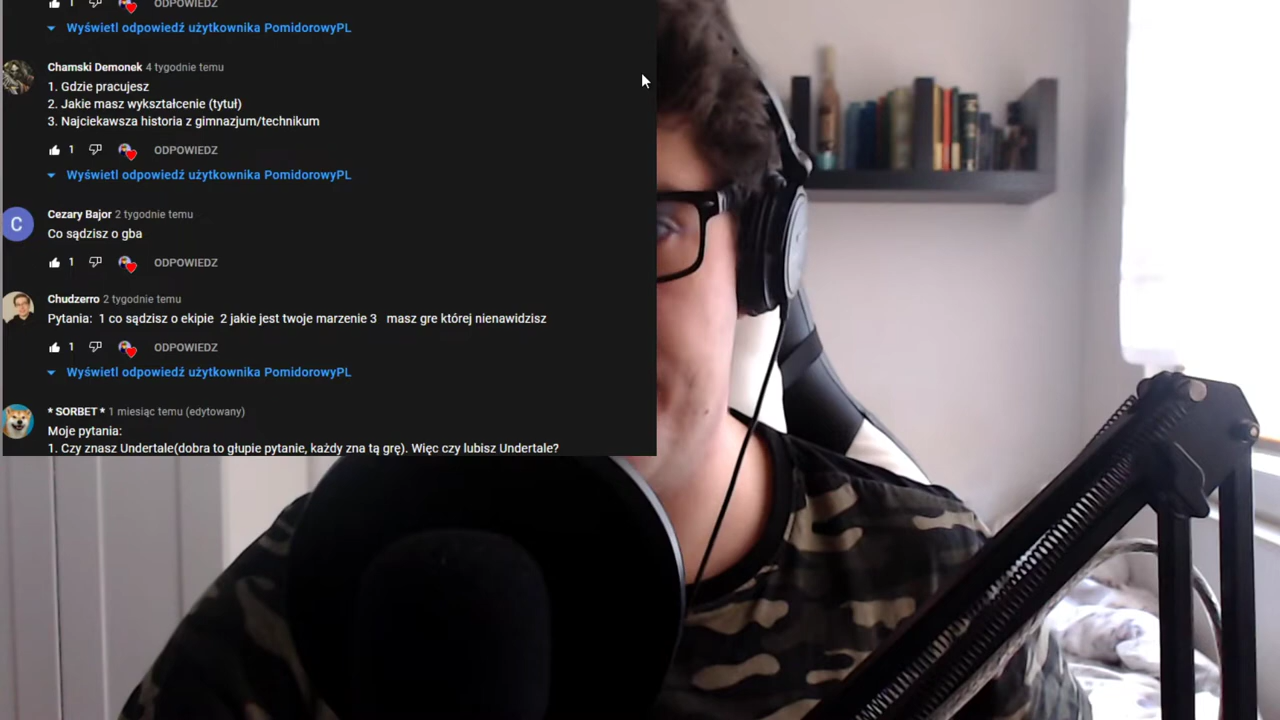 1 ODPOWIEDZ
Wyświetl odpowiedź użytkownika PomidorowyPL
Chamski Demonek 4 tygodnie temu
1. Gdzie pracujesz
2. Jakie masz wykształcenie (tytuł)
3. Najciekawsza historia z gimnazjum/technikum
1 ODPOWIEDZ
Wyświetl odpowiedź użytkownika PomidorowyPL
C
Cezary Bajor 2 tygodnie temu
Co sądzisz o gba
1 ODPOWIEDZ
Chudzerro 2 tygodnie temu
Pytania: 1 co sądzisz o ekipie 2 jakie jest twoje marzenie 3 masz gre której nienawidzisz
1 ODPOWIEDZ
Wyświetl odpowiedź użytkownika PomidorowyPL
* SORBET * 1 miesiąc temu (edytowany)
Moje pytania:
1. Czy znasz Undertale(dobra to głupie pytanie, każdy zna tą grę). Więc czy lubisz Undertale?